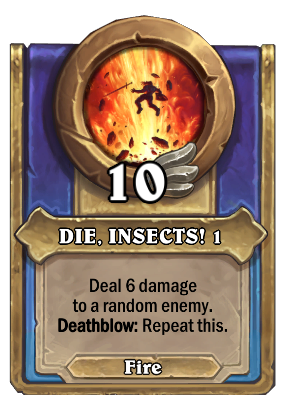 10
DIE, INSECTS! 1
Deal 6 damage
to a random enemy.
Deathblow: Repeat this.
Fire